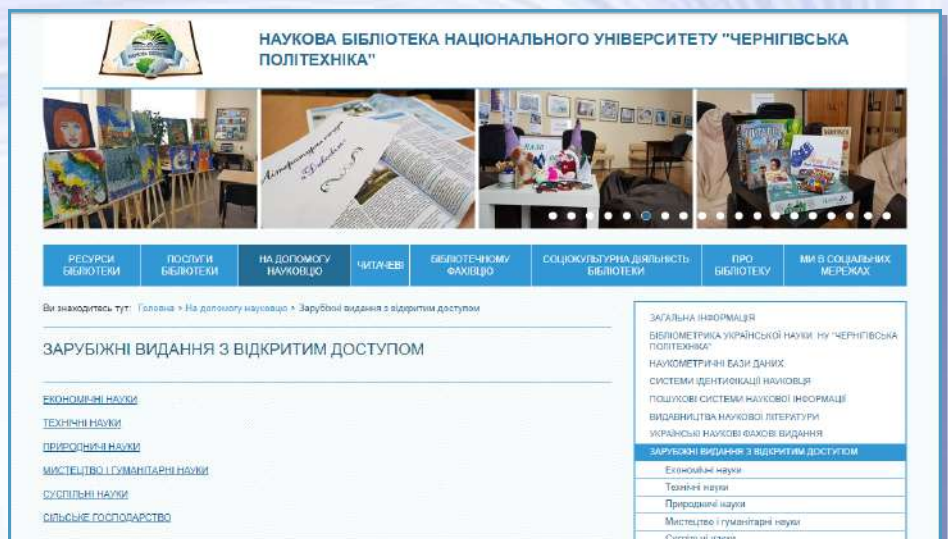 НАУКОВА БІБЛІОТЕКА НАЦІОНАЛЬНОГО УНІВЕРСИТЕТУ "ЧЕРНІГІВСЬКА
ПОЛІТЕХНІКА"
Літературна
РЕСУРСИ БІБЛІОТЕКИ
ПОСЛУГИ БІБЛІОТЕКИ
НА ДОПОМОГУ НАУКОВЦЮ
ЧИТАЧЕВІ
БІБЛІОТЕЧНОМУ ФАХІВЦЮ
СОЦІОКУЛЬТУРНА ДІЯЛЬНІСТЬ БІБЛІОТЕКИ
ПРО БІБЛІОТЕКУ
МИ В СОЦІАЛЬНИХ МЕРЕЖАХ
Ви знаходитесь тут: Головна > На допомогу науковцю > Зарубіжні видання з відкритим доступом
ЗАРУБІЖНІ ВИДАННЯ З ВІДКРИТИМ ДОСТУПОМ
ЕКОНОМІЧНІ НАУКИ
ТЕХНІЧНІ НАУКИ
ПРИРОДНИЧІ НАУКИ
МИСТЕЦТВО І ГУМАНІТАРНІ НАУКИ
СУСПІЛЬНІ НАУКИ
СІЛЬСЬКЕ ГОСПОДАРСТВО
ЗАГАЛЬНА ІНФОРМАЦІЯ
БІБЛІОМЕТРИКА УКРАЇНСЬКОЇ НАУКИ. НУ "ЧЕРНІГІВСЬКА
ПОЛІТЕХНІКА"
НАУКОМЕТРИЧНІ БАЗИ ДАНИХ
СИСТЕМИ ІДЕНТИФІКАЦІЇ НАУКОВЦЯ
ПОШУКОВІ СИСТЕМИ НАУКОВОЇ ІНФОРМАЦІЇ
ВИДАВНИЦТВА НАУКОВОЇ ЛІТЕРАТУРИ
УКРАЇНСЬКІ НАУКОВІ ФАХОВІ ВИДАННЯ
ЗАРУБІЖНІ ВИДАННЯ З ВІДКРИТИМ ДОСТУПОМ
Економічні науки
Технічні науки
Природничі науки
Мистецтво і гуманітарні науки
Суспільні науки